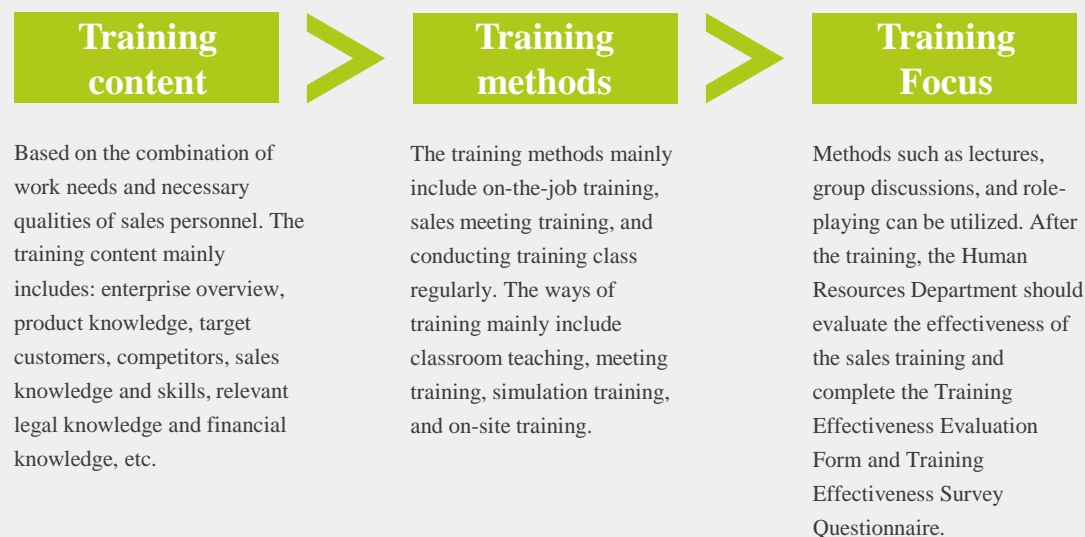 Training
content
Training
methods
Training
Focus
Based on the combination of
work needs and necessary
qualities of sales personnel. The
training content mainly
includes: enterprise overview,
product knowledge, target
customers, competitors, sales
knowledge and skills, relevant
legal knowledge and financial
knowledge, etc.
The training methods mainly
include on-the-job training,
sales meeting training, and
conducting training class
regularly. The ways of
training mainly include
classroom teaching, meeting
training, simulation training,
and on-site training.
Methods such as lectures,
group discussions, and role-
playing can be utilized. After
the training, the Human
Resources Department should
evaluate the effectiveness of
the sales training and
complete the Training
Effectiveness Evaluation
Form and Training
Effectiveness Survey
Questionnaire.